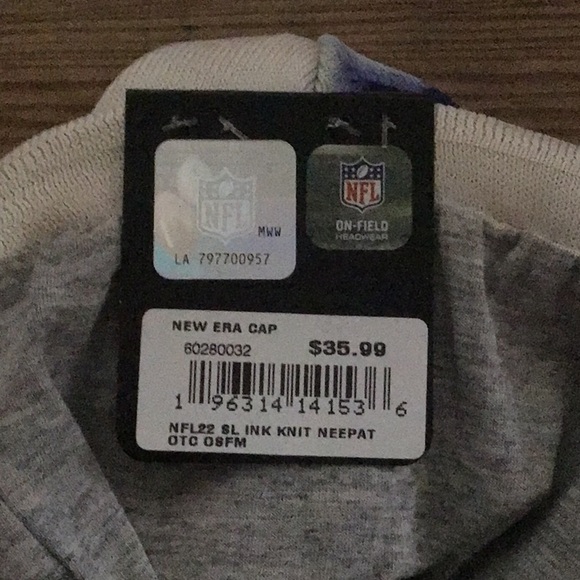 NFL
MWW
LA 797700957
NFL
ON-FIELD
HEADWEAR
NEW ERA CAP
60280032 $35.99
1 96314 14153 6
NFL22 SL INK KNIT NEEPAT
OTC OSFM